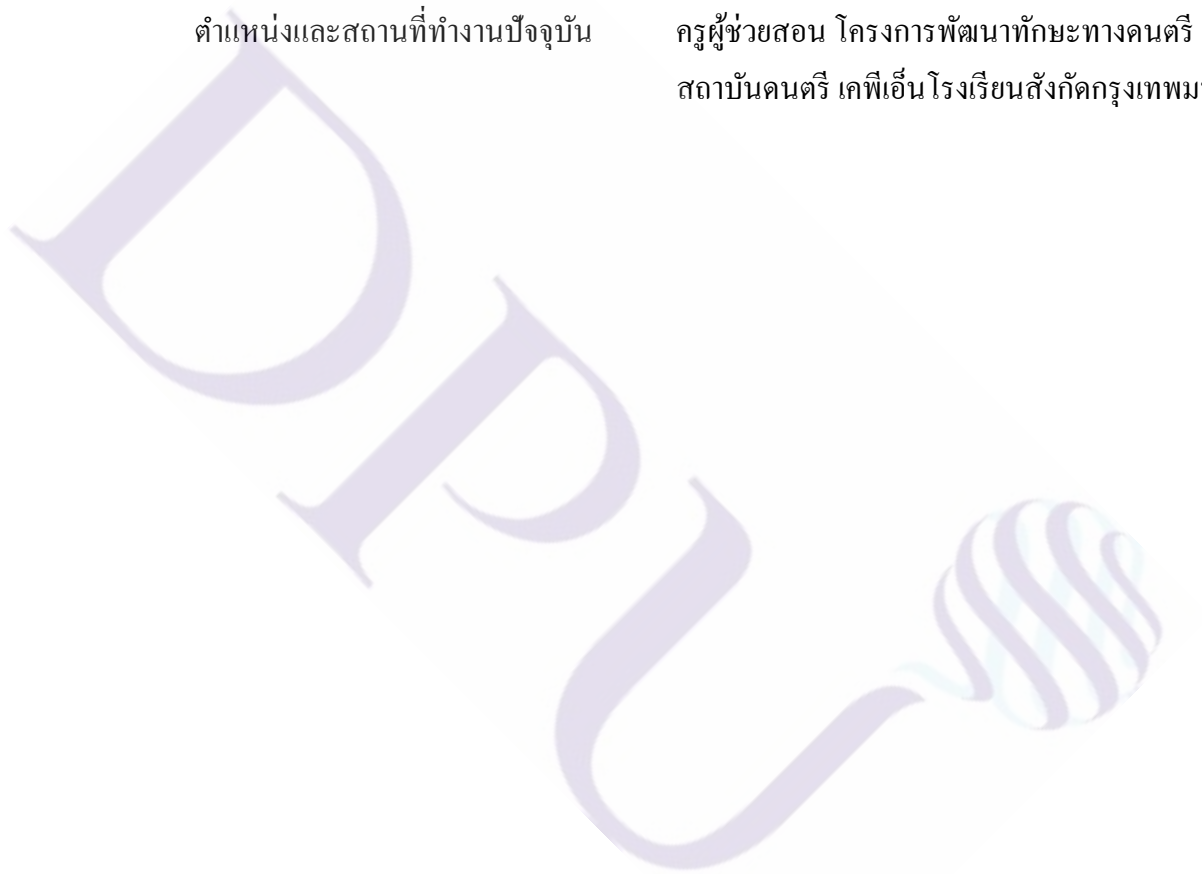 ตำแหน่งและสถานที่ทำงานปัจจุบัน ครูผู้ช่วยสอน โครงการพัฒนาทักษะทางดนตรี
สถาบันดนตรี เคพีเอ็นโรงเรียนสังกัด
DPU